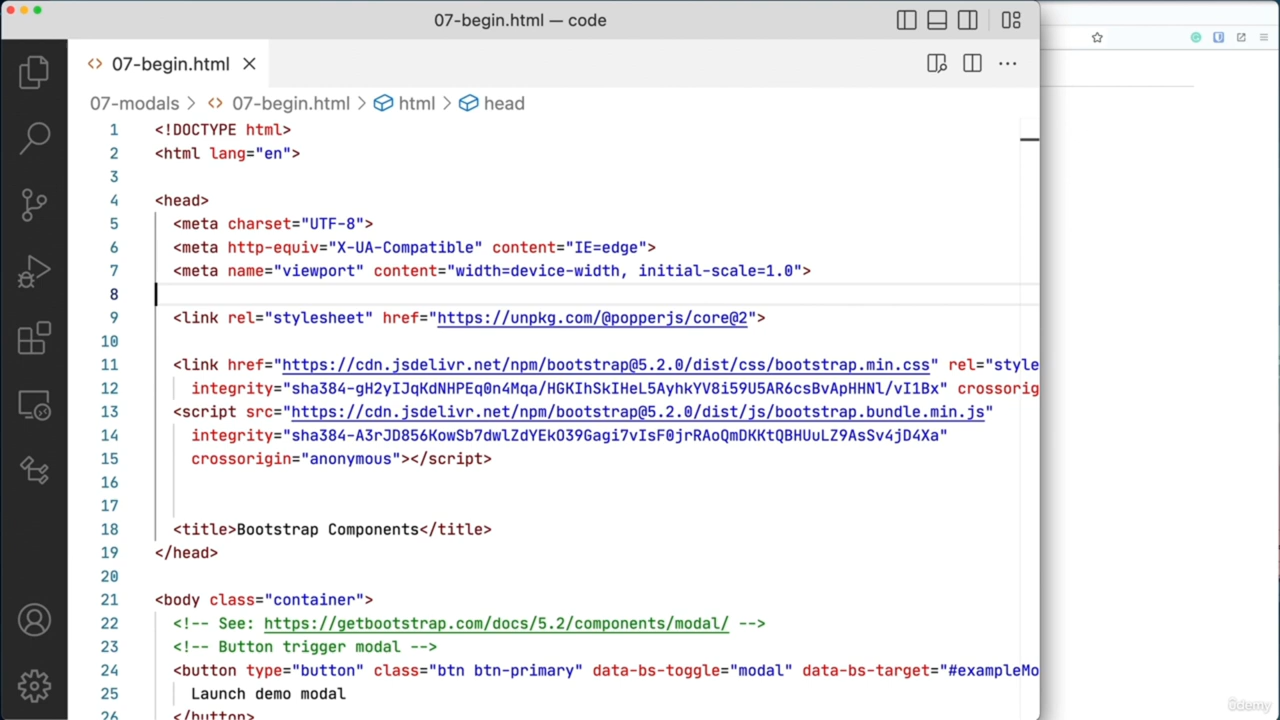 07-begin.html — code
07-begin.html
07-modals > 07-begin.html > html > head
1 <!DOCTYPE html>
2 <html lang="en">
3
4 <head>
5 <meta charset="UTF-8">
6 <meta http-equiv="X-UA-Compatible" content="IE=edge">
7 <meta name="viewport" content="width=device-width, initial-scale=1.0">
8
9 <link rel="stylesheet" href="https://unpkg.com/@popperjs/core@2">
10
11 <link href="https://cdn.jsdelivr.net/npm/bootstrap@5.2.0/dist/css/bootstrap.min.css" rel="style
12 integrity="sha384-gH2yIJqKdNHPEq0n4Mqa/HGKIhSkIHeL5AyhkYV8i59U5AR6csBvApHHNl/vI1Bx" crossorig
13 <script src="https://cdn.jsdelivr.net/npm/bootstrap@5.2.0/dist/js/bootstrap.bundle.min.js"
14 integrity="sha384-A3rJD856KowSb7dwlZdYEkO39Gagi7vIsF0jrRAoQmDKKtQBHUuLZ9AsSv4jD4Xa"
15 crossorigin="anonymous"></script>
16
17
18 <title>Bootstrap Components</title>
19 </head>
20
21 <body class="container">
22 <!-- See: https://getbootstrap.com/docs/5.2/components/modal/ -->
23 <!-- Button trigger modal -->
24 <button type="button" class="btn btn-primary" data-bs-toggle="modal" data-bs-target="#exampleMo
25 Launch demo modal
26 </button>
ûdemy